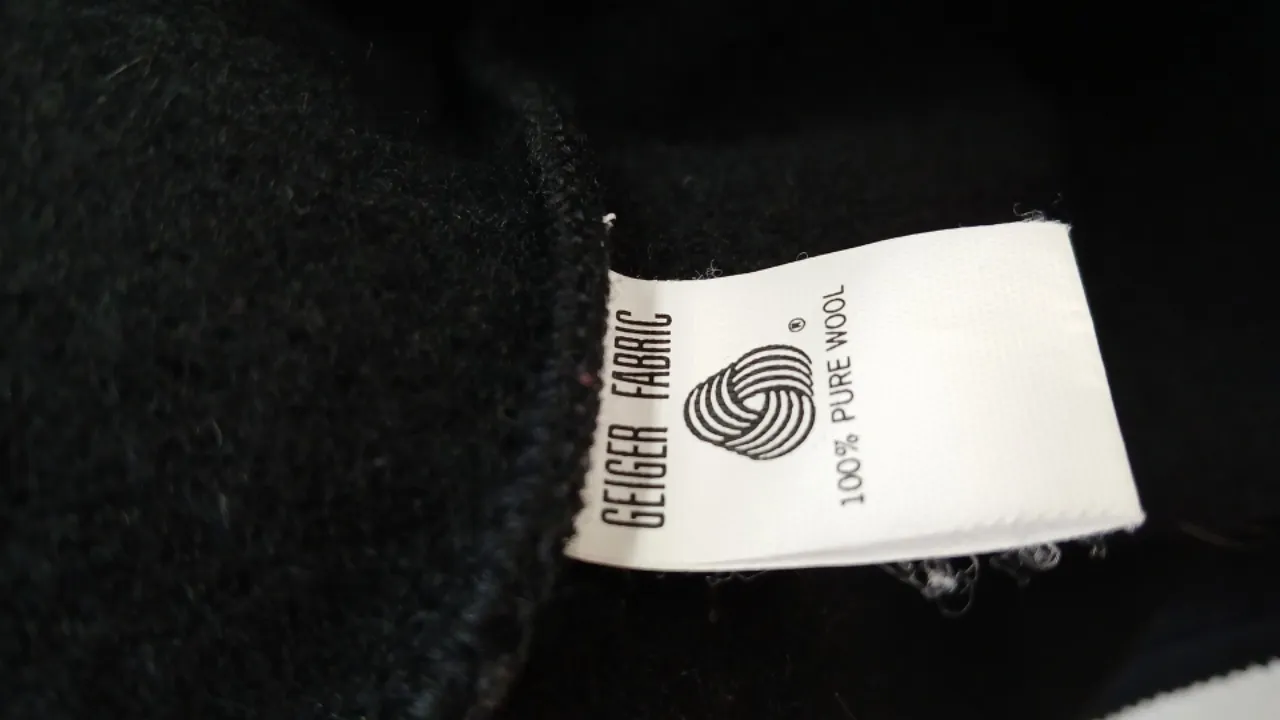 GEIGER FABRIC
®
100% PURE WOOL